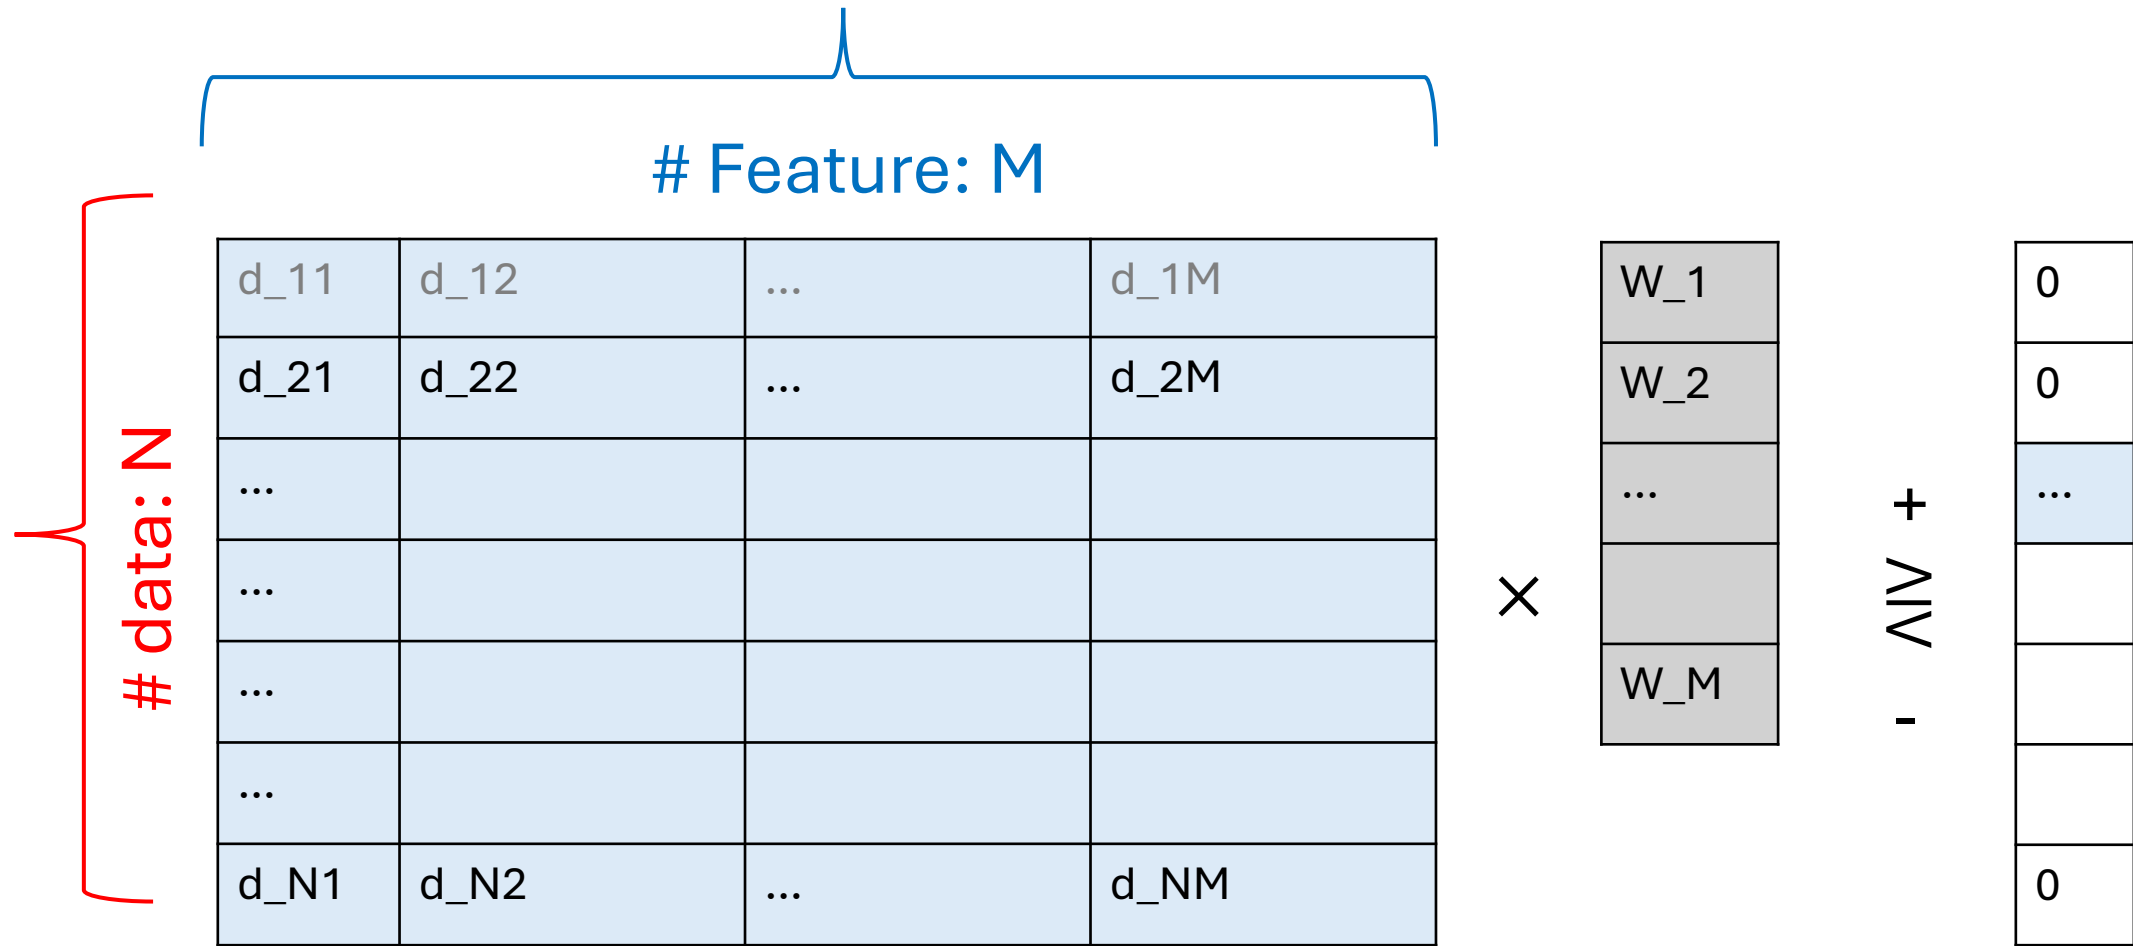 # Feature: M
# data: N
d_11 d_12 ... d_1M
d_21 d_22 ... d_2M
...
...
...
...
d_N1 d_N2 ... d_NM
×
W_1
W_2
...
W_M
+
≥
<
-
0
0
...
0